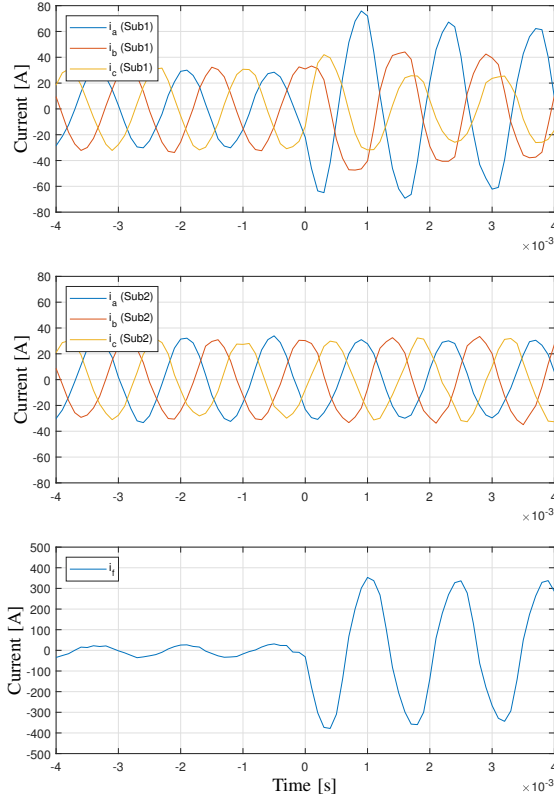 80
60
40
20
0
-20
-40
-60
-80
Current [A]
i_a (Sub1)
i_b (Sub1)
i_c (Sub1)
-4 -3 -2 -1 0 1 2 3 4
×10^-3
80
60
40
20
0
-20
-40
-60
-80
Current [A]
i_a (Sub2)
i_b (Sub2)
i_c (Sub2)
-4 -3 -2 -1 0 1 2 3 4
×10^-3
500
400
300
200
100
0
-100
-200
-300
-400
-500
Current [A]
i_f
-4 -3 -2 -1 0 1 2 3 4
Time [s]
×10^-3